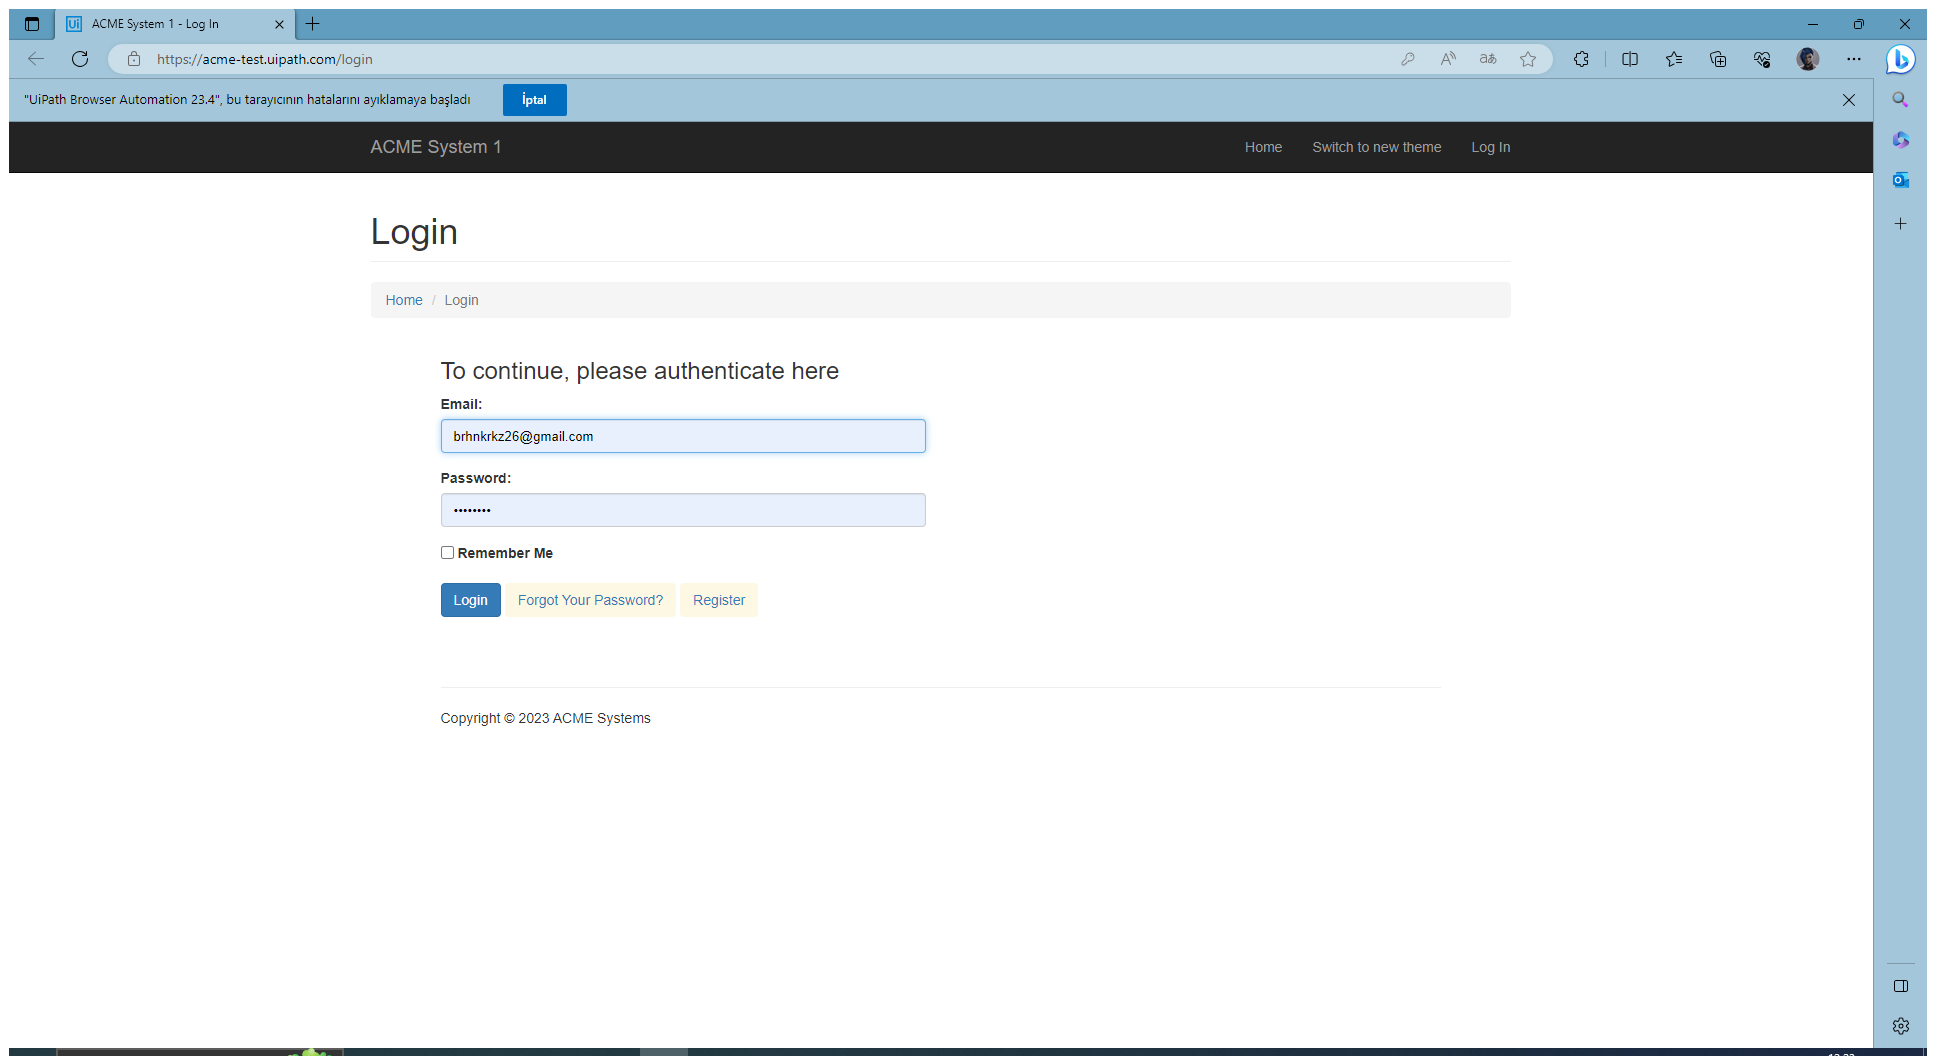 ACME System 1 - Log In
https://acme-test.uipath.com/login
"UiPath Browser Automation 23.4", bu tarayıcının hatalarını ayıklamaya başladı
İptal
ACME System 1
Home
Switch to new theme
Log In
Login
Home / Login
To continue, please authenticate here
Email:
brhnkrkz26@gmail.com
Password:
••••••••
Remember Me
Login
Forgot Your Password?
Register
Copyright © 2023 ACME Systems